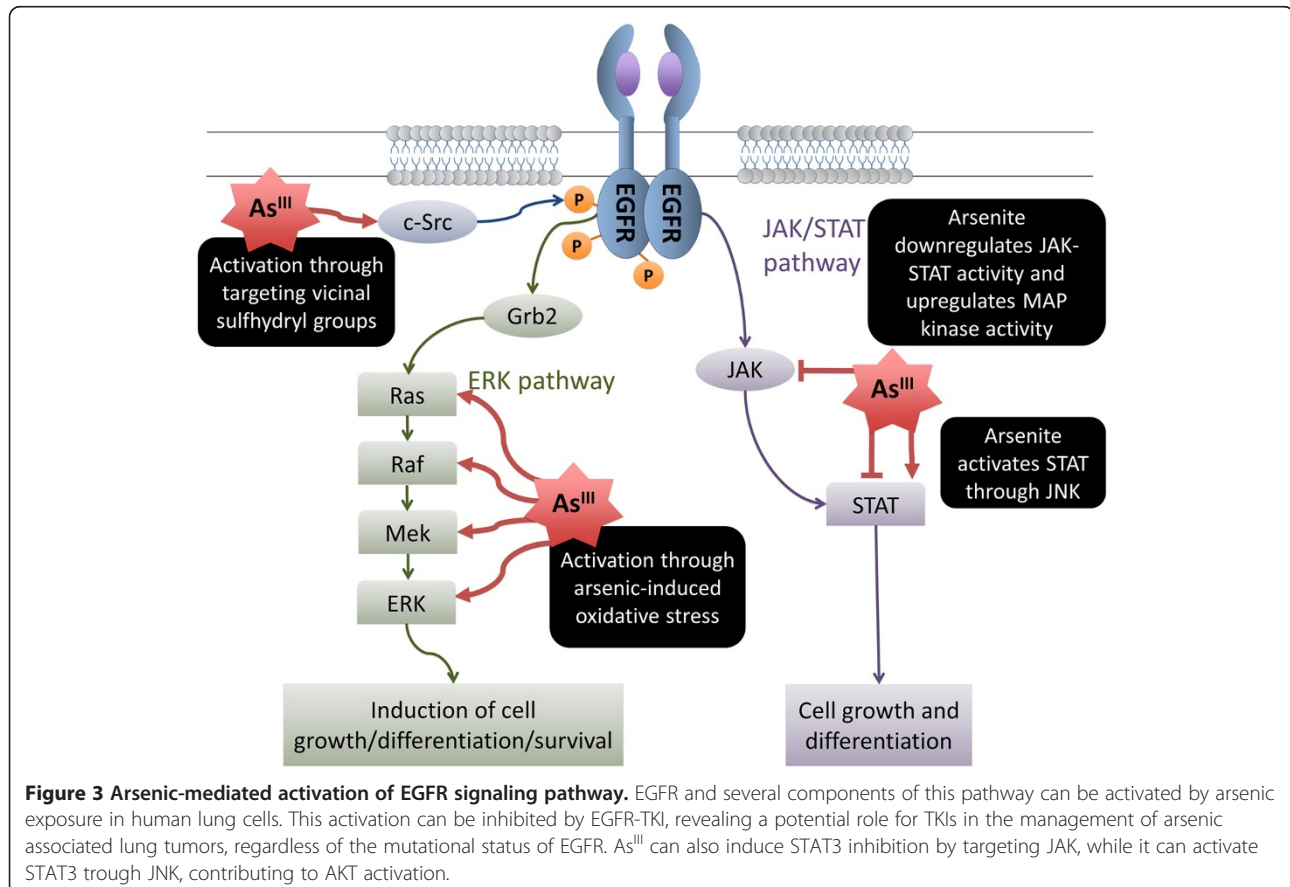 As^III
c-Src
P
P
P
EGFR
EGFR
Activation through
targeting vicinal
sulfhydryl groups
Grb2
ERK pathway
Ras
Raf
Mek
ERK
As^III
Activation through
arsenic-induced
oxidative stress
Induction of cell
growth/differentiation/survival
JAK/STAT
pathway
Arsenite
downregulates JAK-
STAT activity and
upregulates MAP
kinase activity
JAK
As^III
Arsenite
activates STAT
through JNK
STAT
Cell growth and
differentiation
Figure 3 Arsenic-mediated activation of EGFR signaling pathway. EGFR and several components of this pathway can be activated by arsenic
exposure in human lung cells. This activation can be inhibited by EGFR-TKI, revealing a potential role for TKIs in the management of arsenic
associated lung tumors, regardless of the mutational status of EGFR. As^III can also induce STAT3 inhibition by targeting JAK, while it can activate
STAT3 trough JNK, contributing to AKT activation.